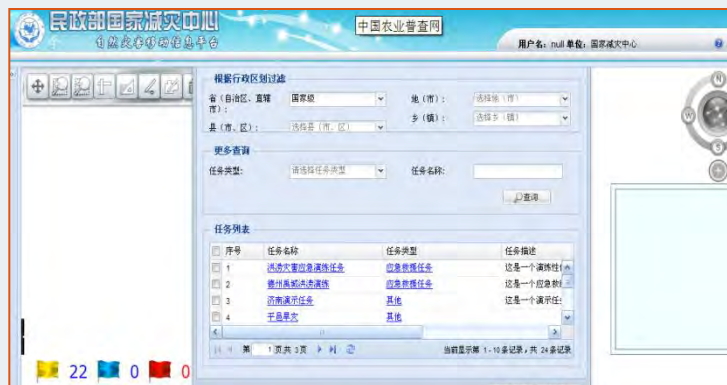 民政部国家减灾中心
自然灾害移动信息平台
中国农业普查网
用户名：null 单位：国家减灾中心
根据行政区划过滤
省（自治区、直辖市）：
国家级
地（市）：
选择地（市）
县（市、区）：
选择县（市、区）
乡（镇）：
选择乡（镇）
更多查询
任务类型：
请选择任务类型
任务名称：
查询
任务列表
序号 任务名称 任务类型 任务描述
1 洪涝灾害应急演练任务 应急救援任务 这是一个演练性
2 德州禹城洪涝演练 应急救援任务 这是一个应急救
3 济南演示任务 其他 这是一个演示任
4 干旱旱灾 其他
第 1 页共 3 页
当前显示第 1 - 10 条记录，共 24 条记录
22 0 0
N
W
S